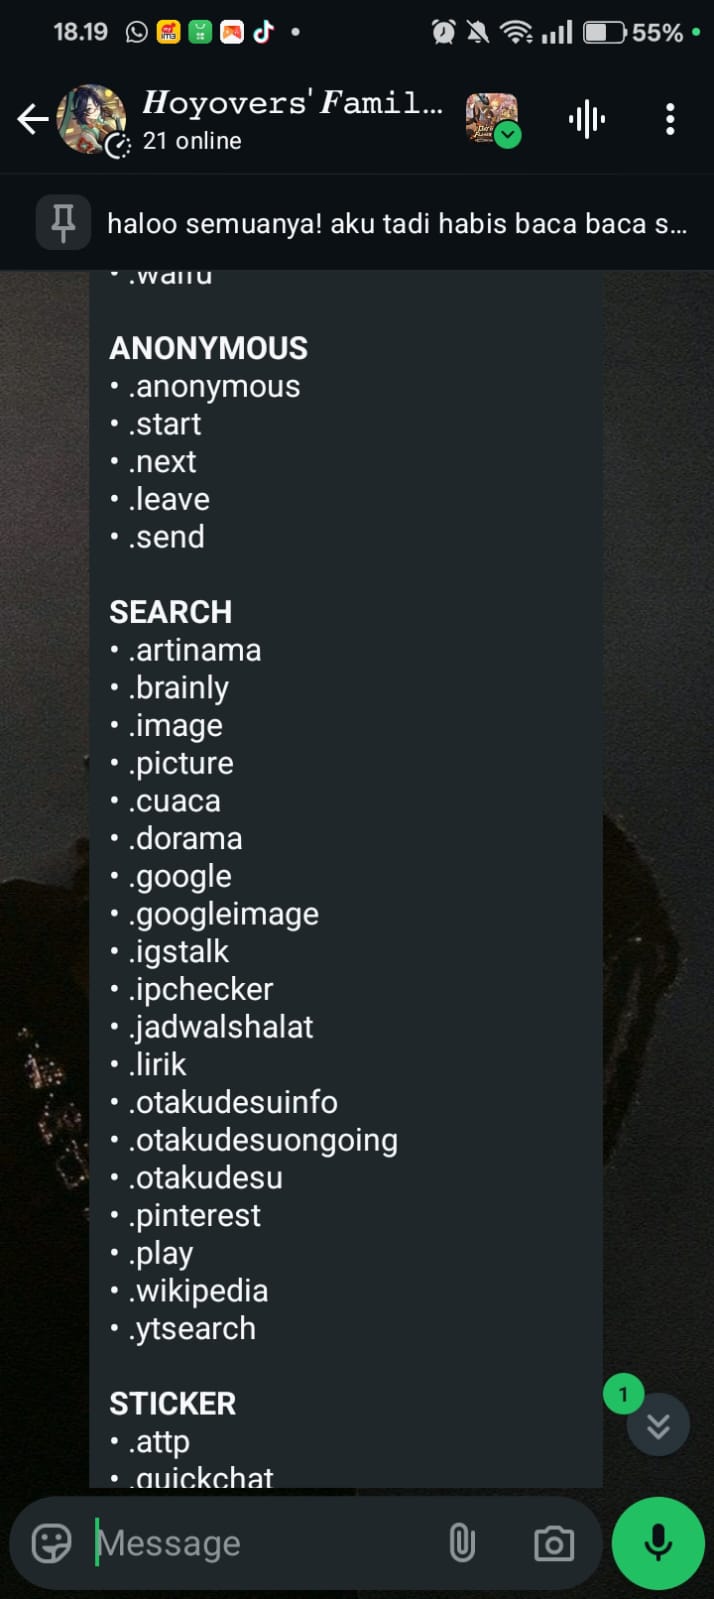 18.19
55%
Hoyovers'Famil...
21 online
haloo semuanya! aku tadi habis baca baca s...
• .waifu
ANONYMOUS
• .anonymous
• .start
• .next
• .leave
• .send
SEARCH
• .artinama
• .brainly
• .image
• .picture
• .cuaca
• .dorama
• .google
• .googleimage
• .igstalk
• .ipchecker
• .jadwalshalat
• .lirik
• .otakudesuinfo
• .otakudesuongoing
• .otakudesu
• .pinterest
• .play
• .wikipedia
• .ytsearch
1
STICKER
• .attp
• .quickchat
Message